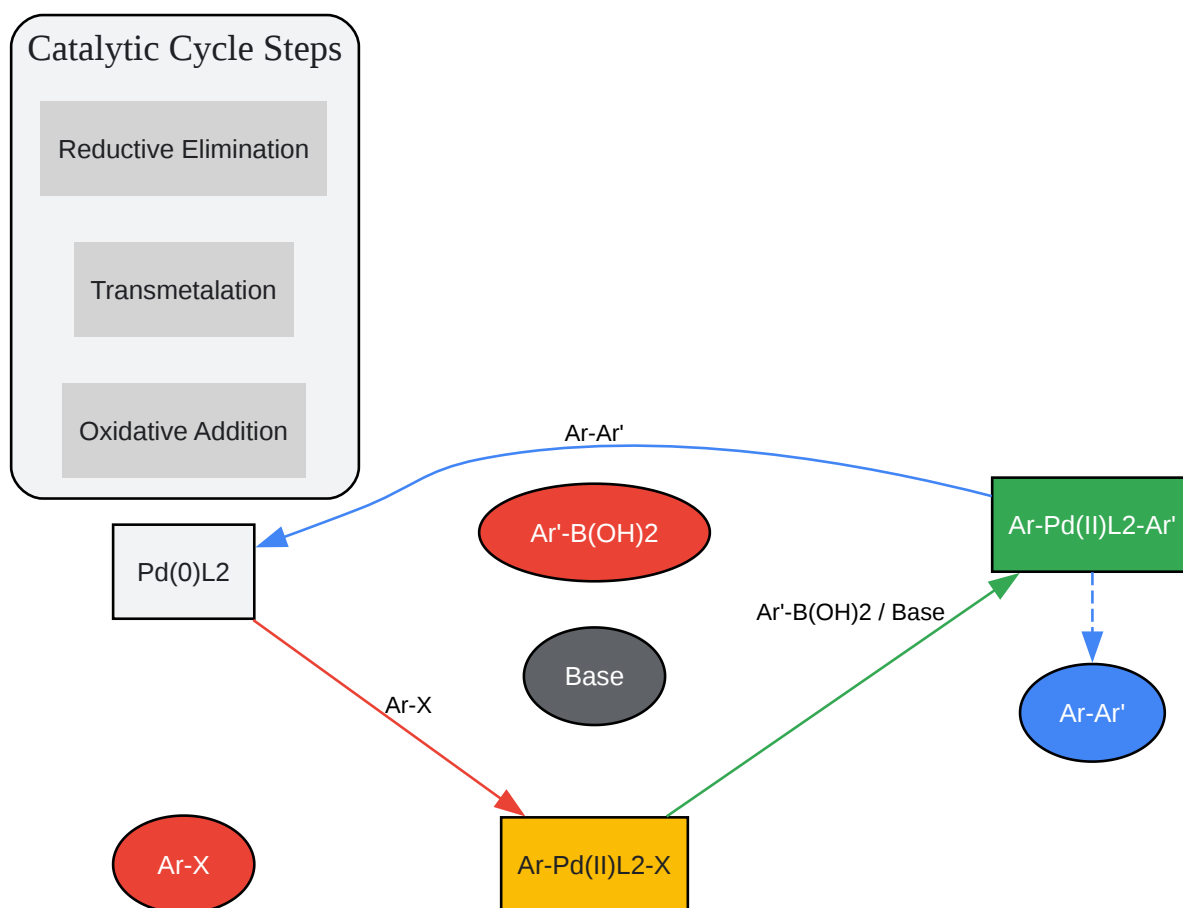 Catalytic Cycle Steps
Reductive Elimination
Transmetalation
Oxidative Addition
Ar-Ar'
Ar'-B(OH)2
Ar-Pd(II)L2-Ar'
Pd(0)L2
Ar'-B(OH)2 / Base
Base
Ar-X
Ar-Ar'
Ar-X
Ar-Pd(II)L2-X